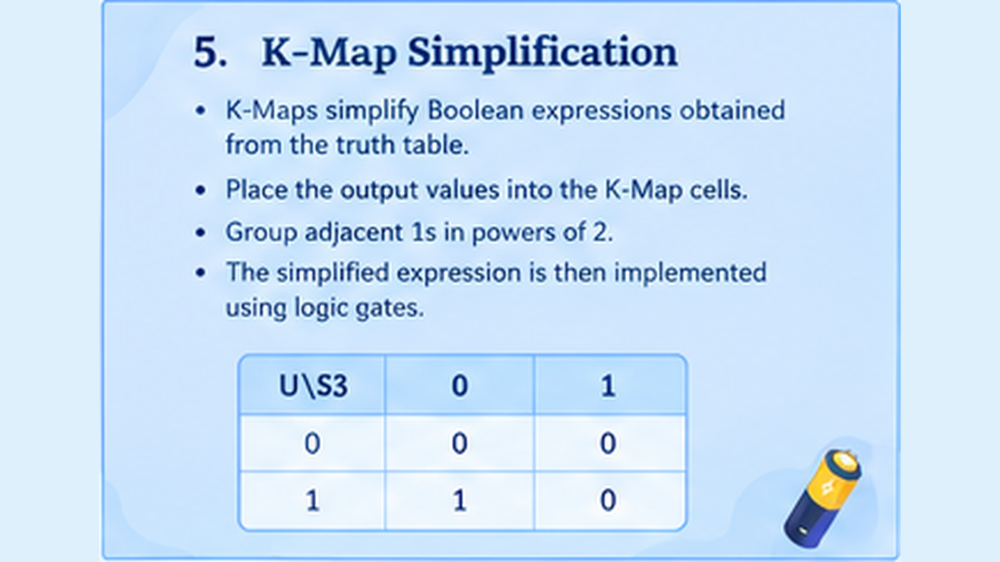 5. K-Map Simplification
• K-Maps simplify Boolean expressions obtained
from the truth table.
• Place the output values into the K-Map cells.
• Group adjacent 1s in powers of 2.
• The simplified expression is then implemented
using logic gates.
U\S3 0 1
0 0 0
1 1 0